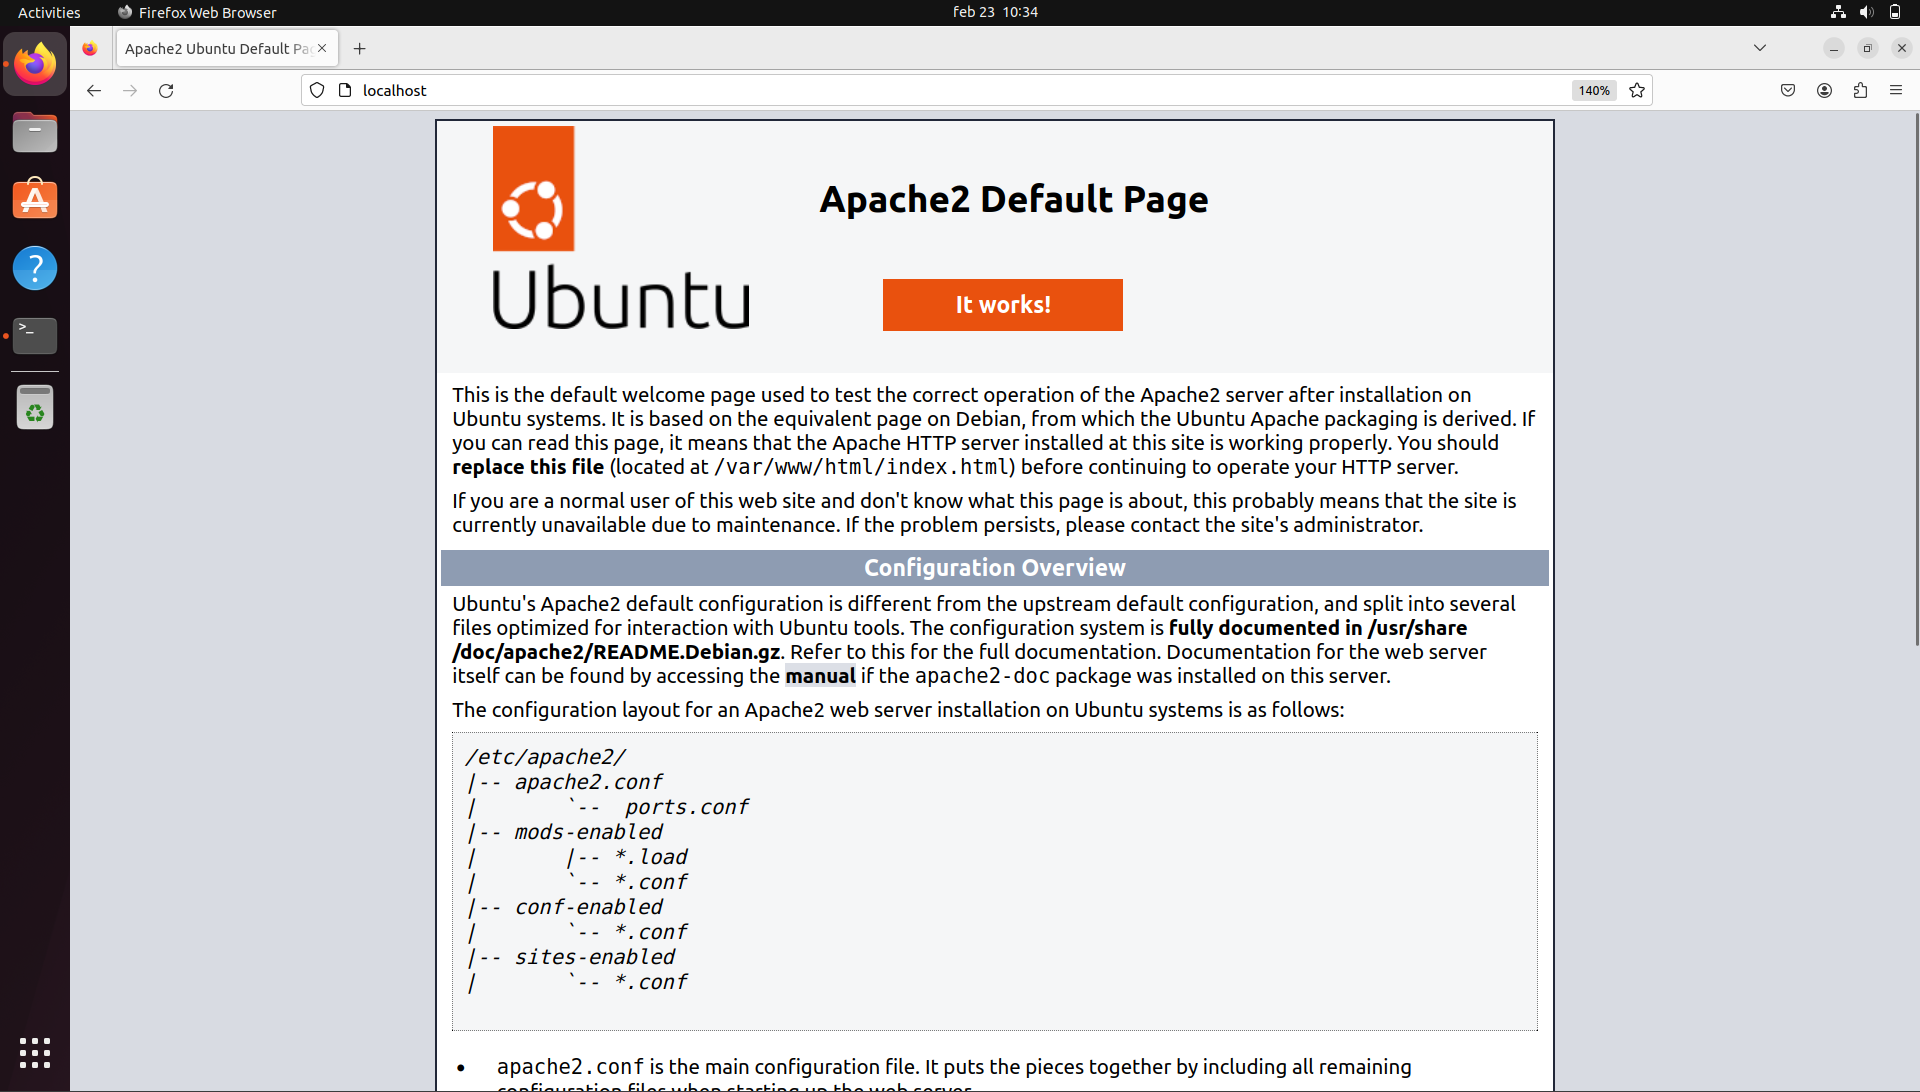 Activities
Firefox Web Browser
feb 23 10:34
Apache2 Ubuntu Default Pa
localhost
140%
Apache2 Default Page
Ubuntu
It works!
This is the default welcome page used to test the correct operation of the Apache2 server after installation on
Ubuntu systems. It is based on the equivalent page on Debian, from which the Ubuntu Apache packaging is derived. If
you can read this page, it means that the Apache HTTP server installed at this site is working properly. You should
replace this file (located at /var/www/html/index.html) before continuing to operate your HTTP server.
If you are a normal user of this web site and don't know what this page is about, this probably means that the site is
currently unavailable due to maintenance. If the problem persists, please contact the site's administrator.
Configuration Overview
Ubuntu's Apache2 default configuration is different from the upstream default configuration, and split into several
files optimized for interaction with Ubuntu tools. The configuration system is fully documented in /usr/share
/doc/apache2/README.Debian.gz. Refer to this for the full documentation. Documentation for the web server
itself can be found by accessing the manual if the apache2-doc package was installed on this server.
The configuration layout for an Apache2 web server installation on Ubuntu systems is as follows:
/etc/apache2/
|-- apache2.conf
|       `--  ports.conf
|-- mods-enabled
|       |-- *.load
|       `-- *.conf
|-- conf-enabled
|       `-- *.conf
|-- sites-enabled
|       `-- *.conf
• apache2.conf is the main configuration file. It puts the pieces together by including all remaining
configuration files when starting up the web server.